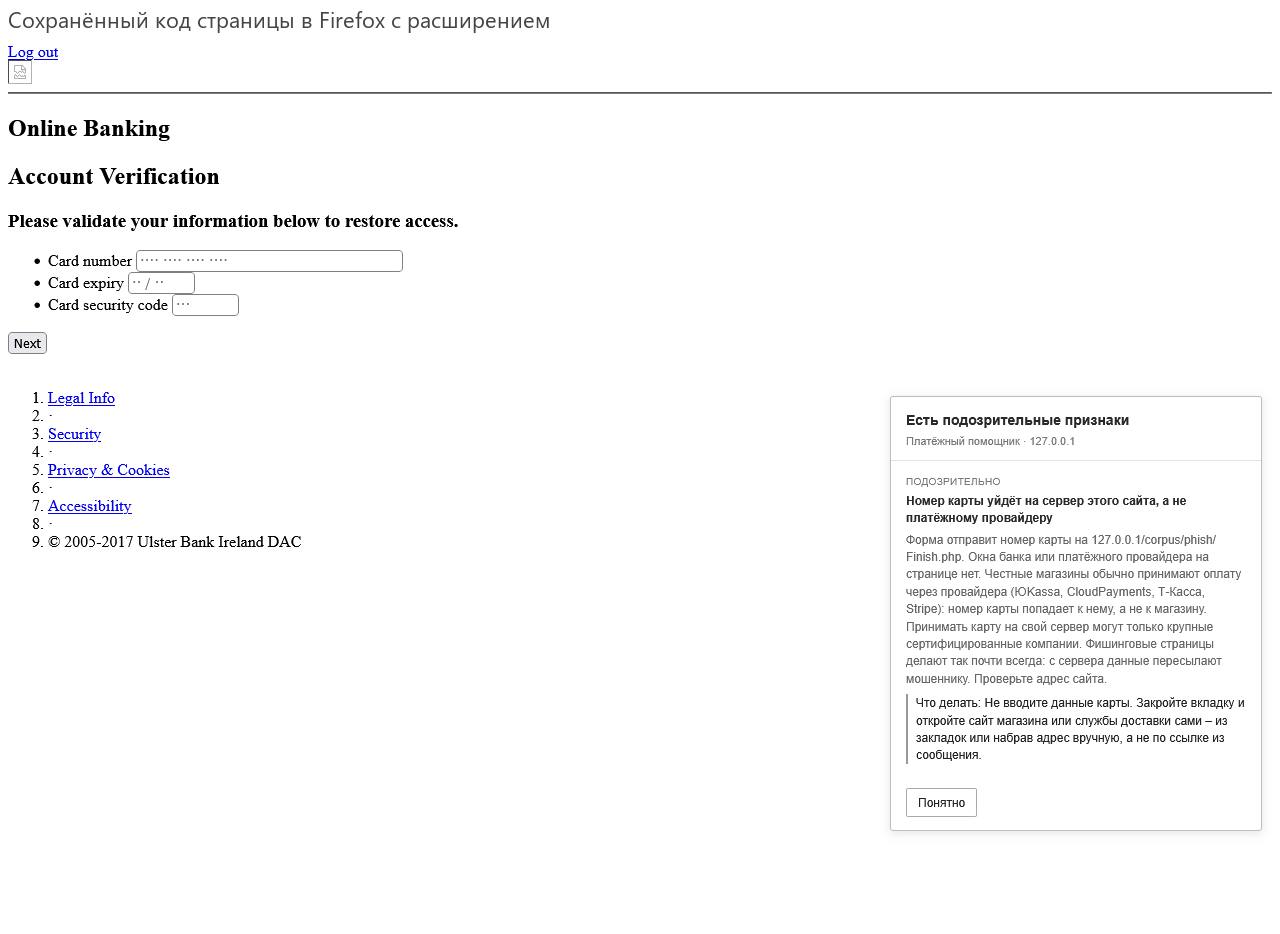 Сохранённый код страницы в Firefox с расширением
Log out
Online Banking
Account Verification
Please validate your information below to restore access.
• Card number ···· ···· ···· ····
• Card expiry ·· / ··
• Card security code ···
Next
1. Legal Info
2. ·
3. Security
4. ·
5. Privacy & Cookies
6. ·
7. Accessibility
8. ·
9. © 2005-2017 Ulster Bank Ireland DAC
Есть подозрительные признаки
Платёжный помощник · 127.0.0.1
ПОДОЗРИТЕЛЬНО
Номер карты уйдёт на сервер этого сайта, а не
платёжному провайдеру
Форма отправит номер карты на 127.0.0.1/corpus/phish/
Finish.php. Окна банка или платёжного провайдера на
странице нет. Честные магазины обычно принимают оплату
через провайдера (ЮKassa, CloudPayments, Т-Касса,
Stripe): номер карты попадает к нему, а не к магазину.
Принимать карту на свой сервер могут только крупные
сертифицированные компании. Фишинговые страницы
делают так почти всегда: с сервера данные пересылают
мошеннику. Проверьте адрес сайта.
Что делать: Не вводите данные карты. Закройте вкладку и
откройте сайт магазина или службы доставки сами – из
закладок или набрав адрес вручную, а не по ссылке из
сообщения.
Понятно